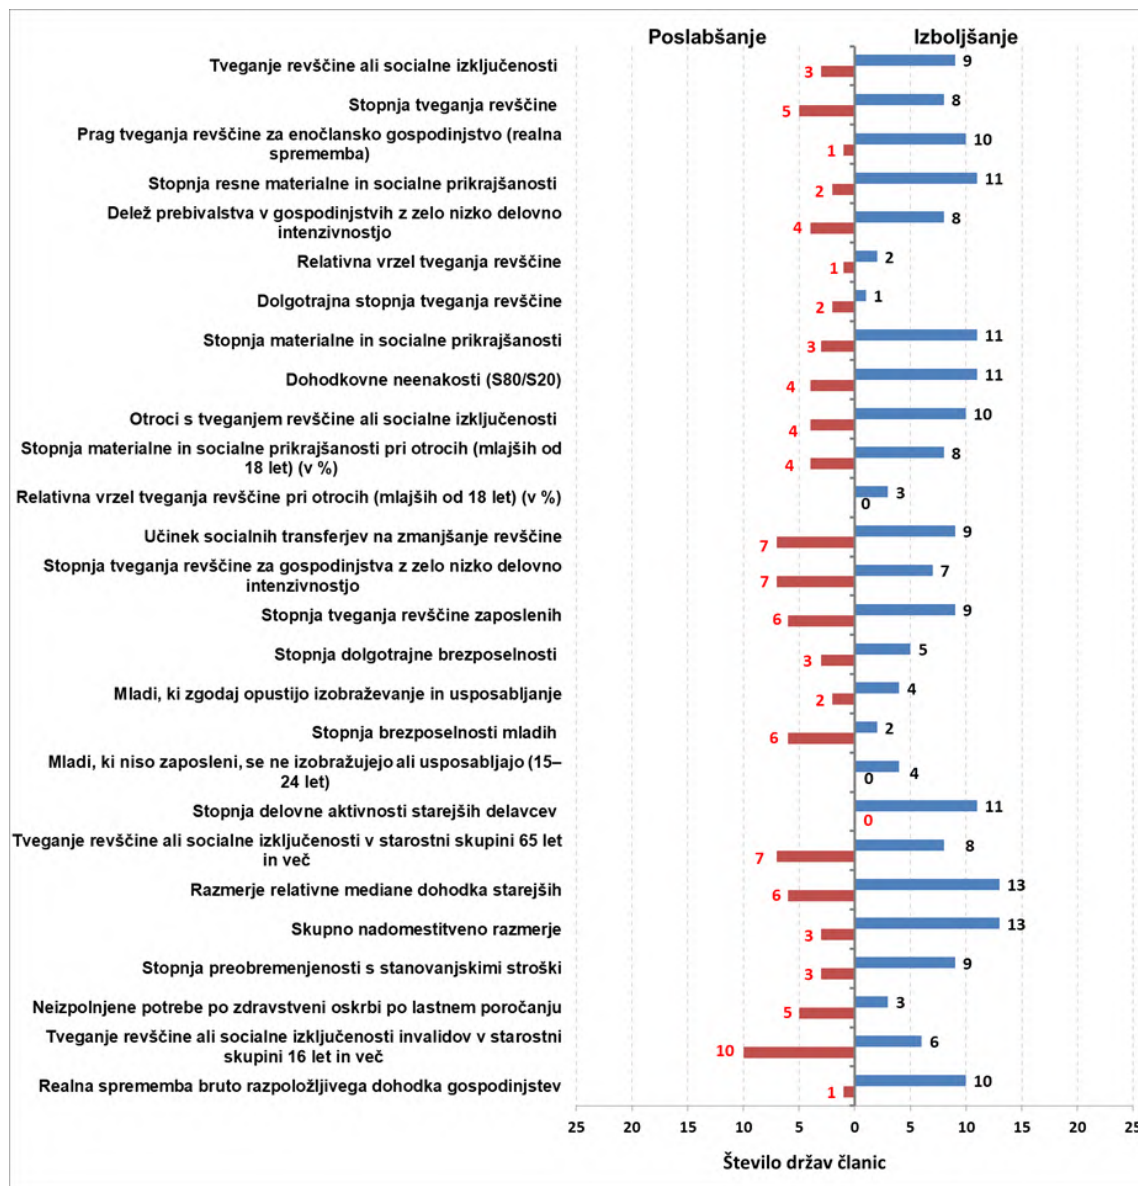 Poslabšanje Izboljšanje
Tveganje revščine ali socialne izključenosti 3 9
Stopnja tveganja revščine 5 8
Prag tveganja revščine za enočlansko gospodinjstvo (realna
sprememba) 1 10
Stopnja resne materialne in socialne prikrajšanosti 2 11
Delež prebivalstva v gospodinjstvih z zelo nizko delovno
intenzivnostjo 4 8
Relativna vrzel tveganja revščine 1 2
Dolgotrajna stopnja tveganja revščine 2 1
Stopnja materialne in socialne prikrajšanosti 3 11
Dohodkovne neenakosti (S80/S20) 4 11
Otroci s tveganjem revščine ali socialne izključenosti 4 10
Stopnja materialne in socialne prikrajšanosti pri otrocih (mlajših od
18 let) (v %) 4 8
Relativna vrzel tveganja revščine pri otrocih (mlajših od 18 let) (v %) 0 3
Učinek socialnih transferjev na zmanjšanje revščine 7 9
Stopnja tveganja revščine za gospodinjstva z zelo nizko delovno
intenzivnostjo 7 7
Stopnja tveganja revščine zaposlenih 6 9
Stopnja dolgotrajne brezposelnosti 3 5
Mladi, ki zgodaj opustijo izobraževanje in usposabljanje 2 4
Stopnja brezposelnosti mladih 6 2
Mladi, ki niso zaposleni, se ne izobražujejo ali usposabljajo (15–
24 let) 0 4
Stopnja delovne aktivnosti starejših delavcev 0 11
Tveganje revščine ali socialne izključenosti v starostni skupini 65 let
in več 7 8
Razmerje relativne mediane dohodka starejših 6 13
Skupno nadomestitveno razmerje 3 13
Stopnja preobremenjenosti s stanovanjskimi stroški 3 9
Neizpolnjene potrebe po zdravstveni oskrbi po lastnem poročanju 5 3
Tveganje revščine ali socialne izključenosti invalidov v starostni
skupini 16 let in več 10 6
Realna sprememba bruto razpoložljivega dohodka gospodinjstev 1 10
25 20 15 10 5 0 5 10 15 20 25
Število držav članic